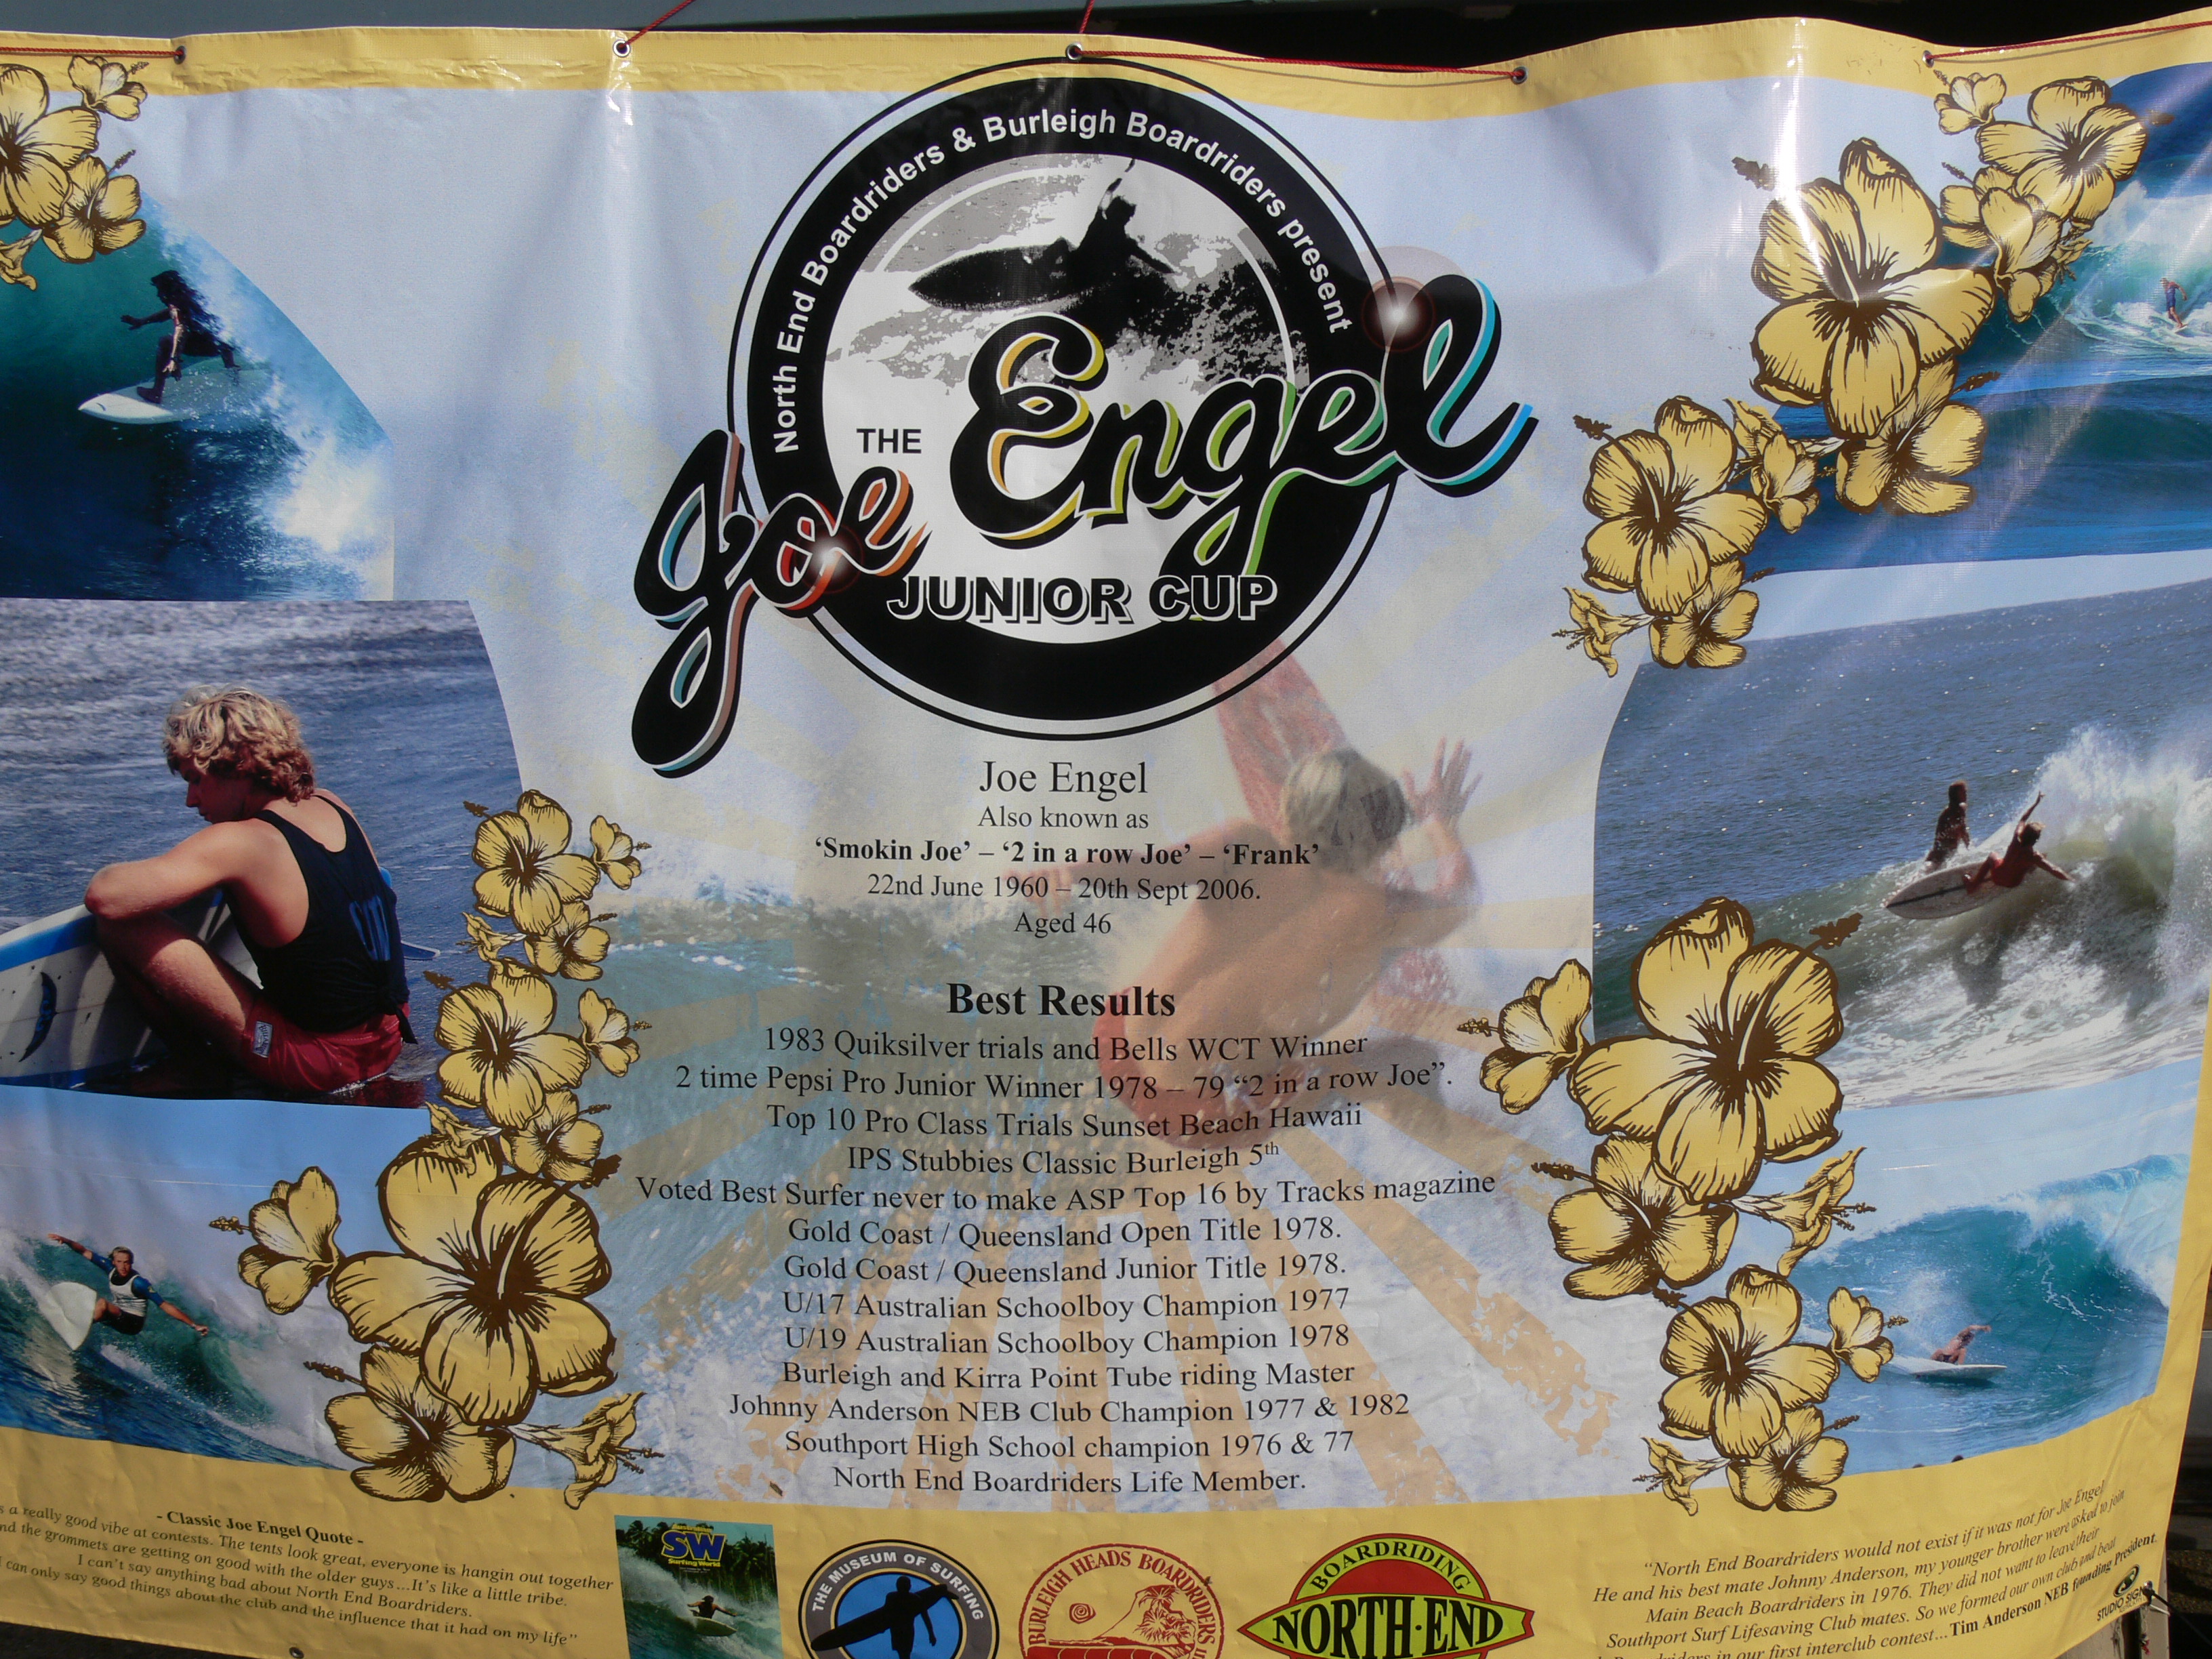 North End Boardriders & Burleigh Boardriders present
THE
Joe Engel
JUNIOR CUP
Joe Engel
Also known as
‘Smokin Joe’ – ‘2 in a row Joe’ – ‘Frank’
22nd June 1960 – 20th Sept 2006.
Aged 46
Best Results
1983 Quiksilver trials and Bells WCT Winner
2 time Pepsi Pro Junior Winner 1978 – 79 “2 in a row Joe”.
Top 10 Pro Class Trials Sunset Beach Hawaii
IPS Stubbies Classic Burleigh 5th
Voted Best Surfer never to make ASP Top 16 by Tracks magazine
Gold Coast / Queensland Open Title 1978.
Gold Coast / Queensland Junior Title 1978.
U/17 Australian Schoolboy Champion 1977
U/19 Australian Schoolboy Champion 1978
Burleigh and Kirra Point Tube riding Master
Johnny Anderson NEB Club Champion 1977 & 1982
Southport High School champion 1976 & 77
North End Boardriders Life Member.
- Classic Joe Engel Quote -
a really good vibe at contests. The tents look great, everyone is hangin out together
the grommets are getting on good with the older guys...It's like a little tribe.
I can't say anything bad about North End Boardriders.
can only say good things about the club and the influence that it had on my life”
SW
Surfing World
THE MUSEUM OF SURFING
BURLEIGH HEADS BOARDRIDERS
BOARDRIDING
NORTH·END
“North End Boardriders would not exist if it was not for Joe Engel
He and his best mate Johnny Anderson, my younger brother were asked to join
Main Beach Boardriders in 1976. They did not want to leave their
Southport Surf Lifesaving Club mates. So we formed our own club and beat
in our first interclub contest...Tim Anderson NEB founding President.
STUDIO SIGN